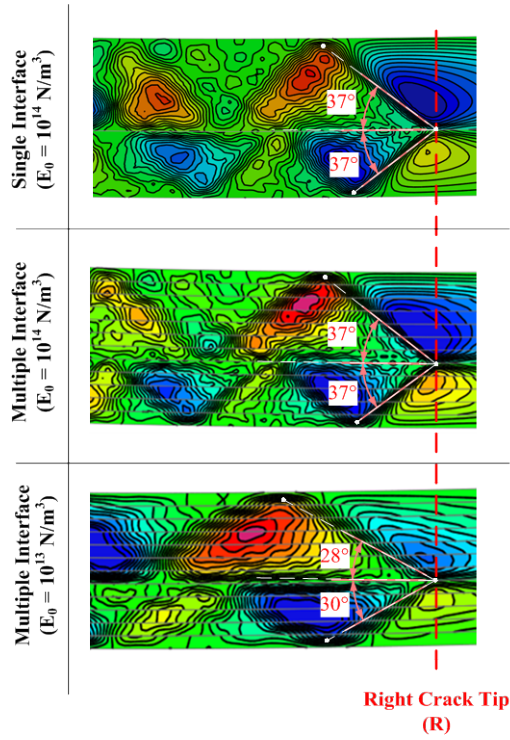 Single Interface
(E₀ = 10¹⁴ N/m³)
37°
37°
Multiple Interface
(E₀ = 10¹⁴ N/m³)
37°
37°
Multiple Interface
(E₀ = 10¹³ N/m³)
28°
30°
Right Crack Tip
(R)